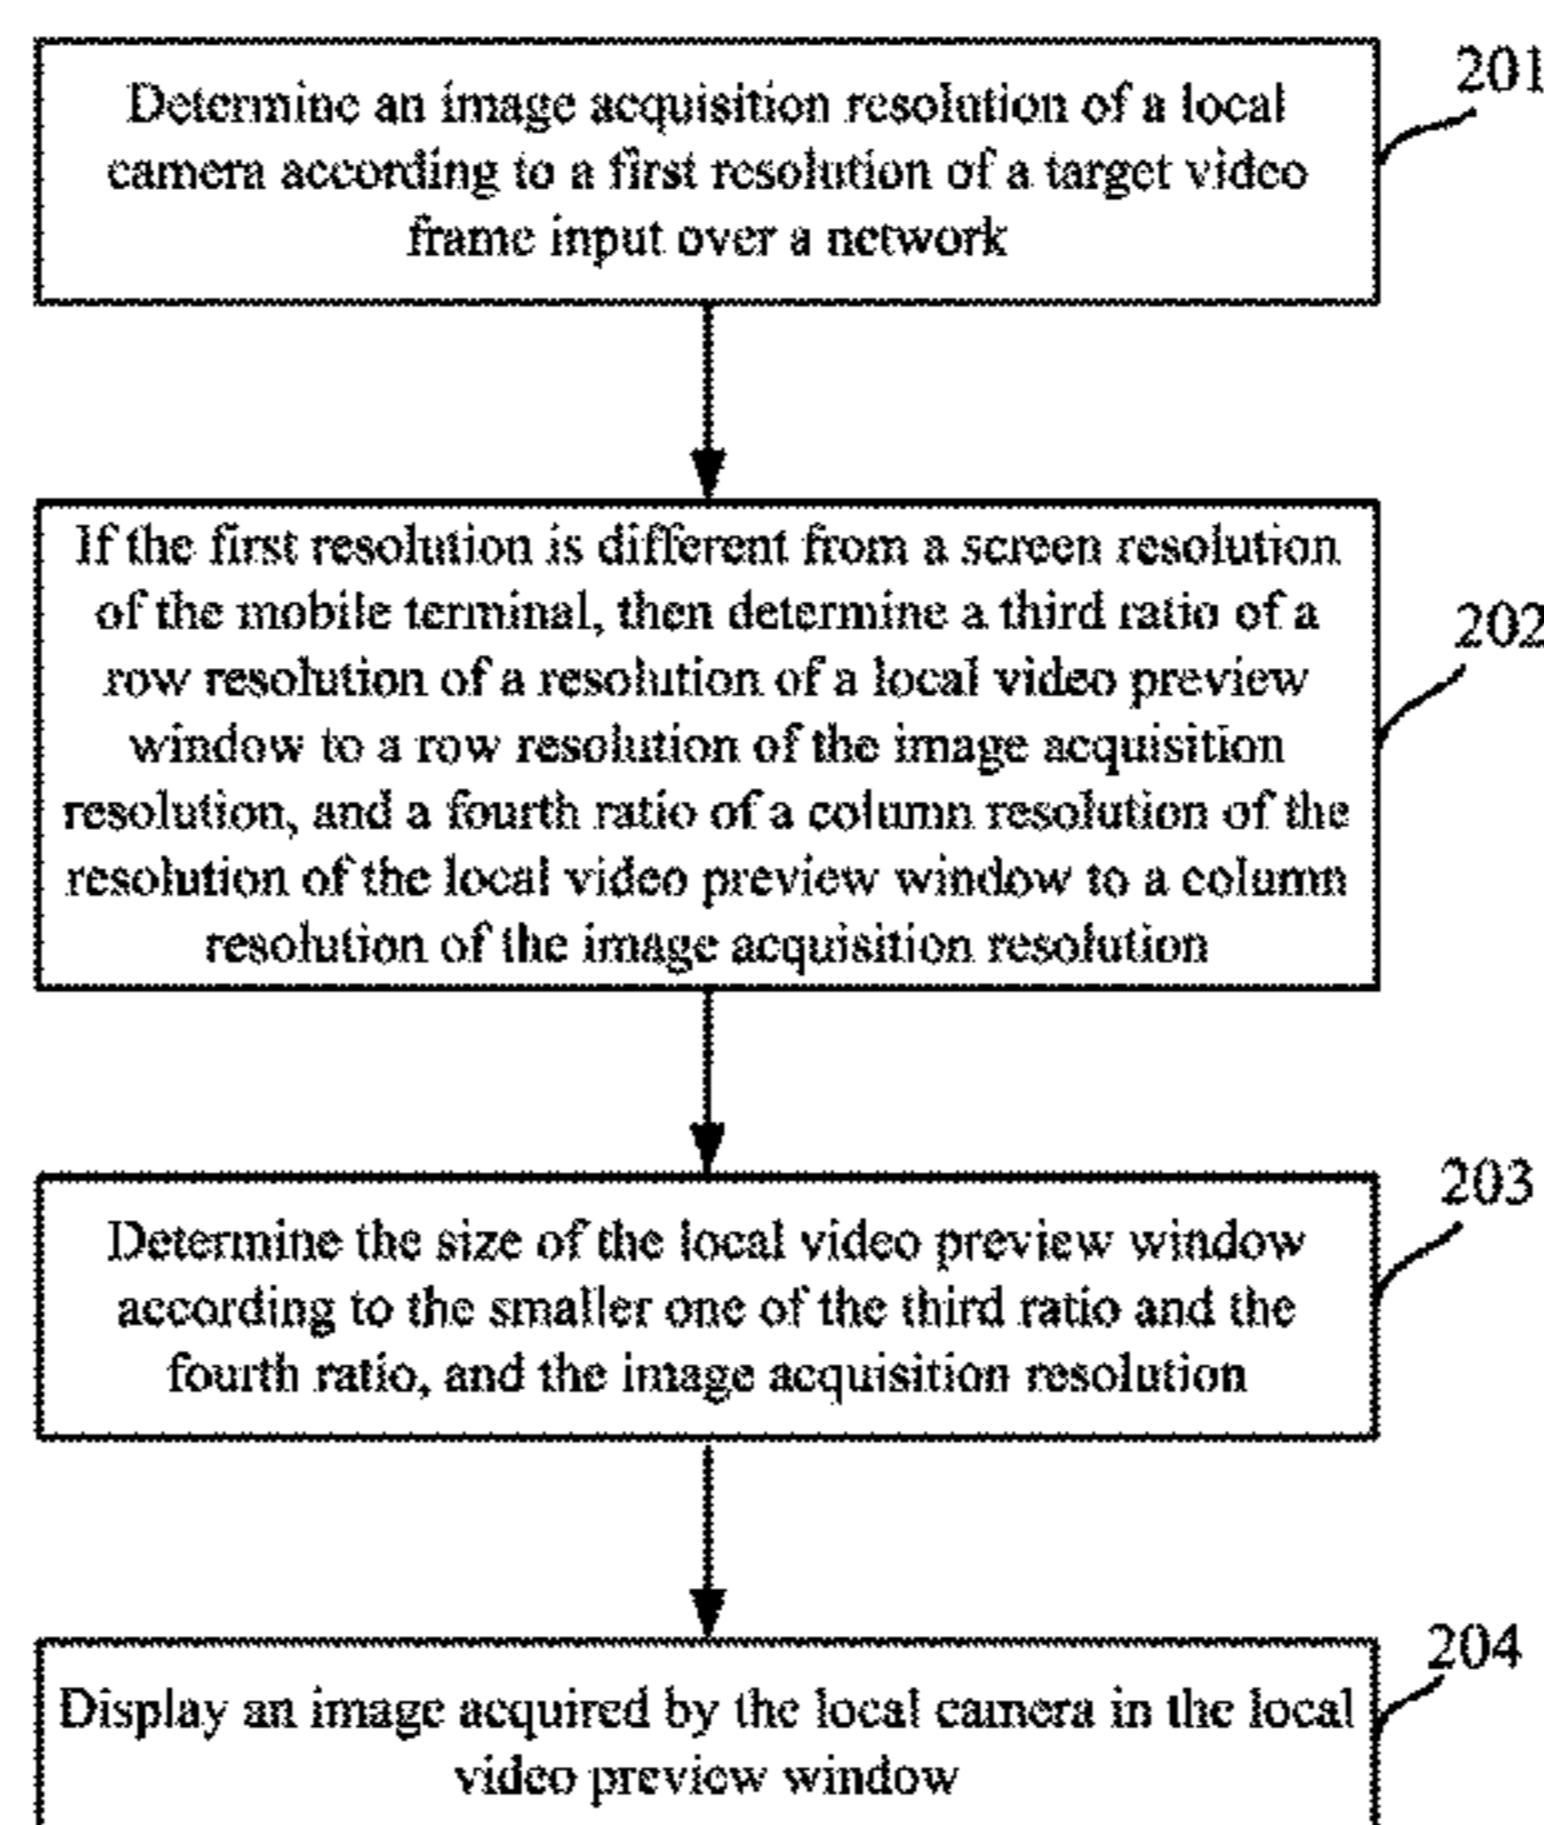 201
Determine an image acquisition resolution of a local
camera according to a first resolution of a target video
frame input over a network
If the first resolution is different from a screen resolution
of the mobile terminal, then determine a third ratio of a
202
row resolution of a resolution of a local video preview
window to a row resolution of the image acquisition
resolution, and a fourth ratio of a column resolution of the
resolution of the local video preview window to a column
resolution of the image acquisition resolution
203
Determine the size of the local video preview window
according to the smaller one of the third ratio and the
fourth ratio, and the image acquisition resolution
204
Display an image acquired by the local camera in the local
video preview window